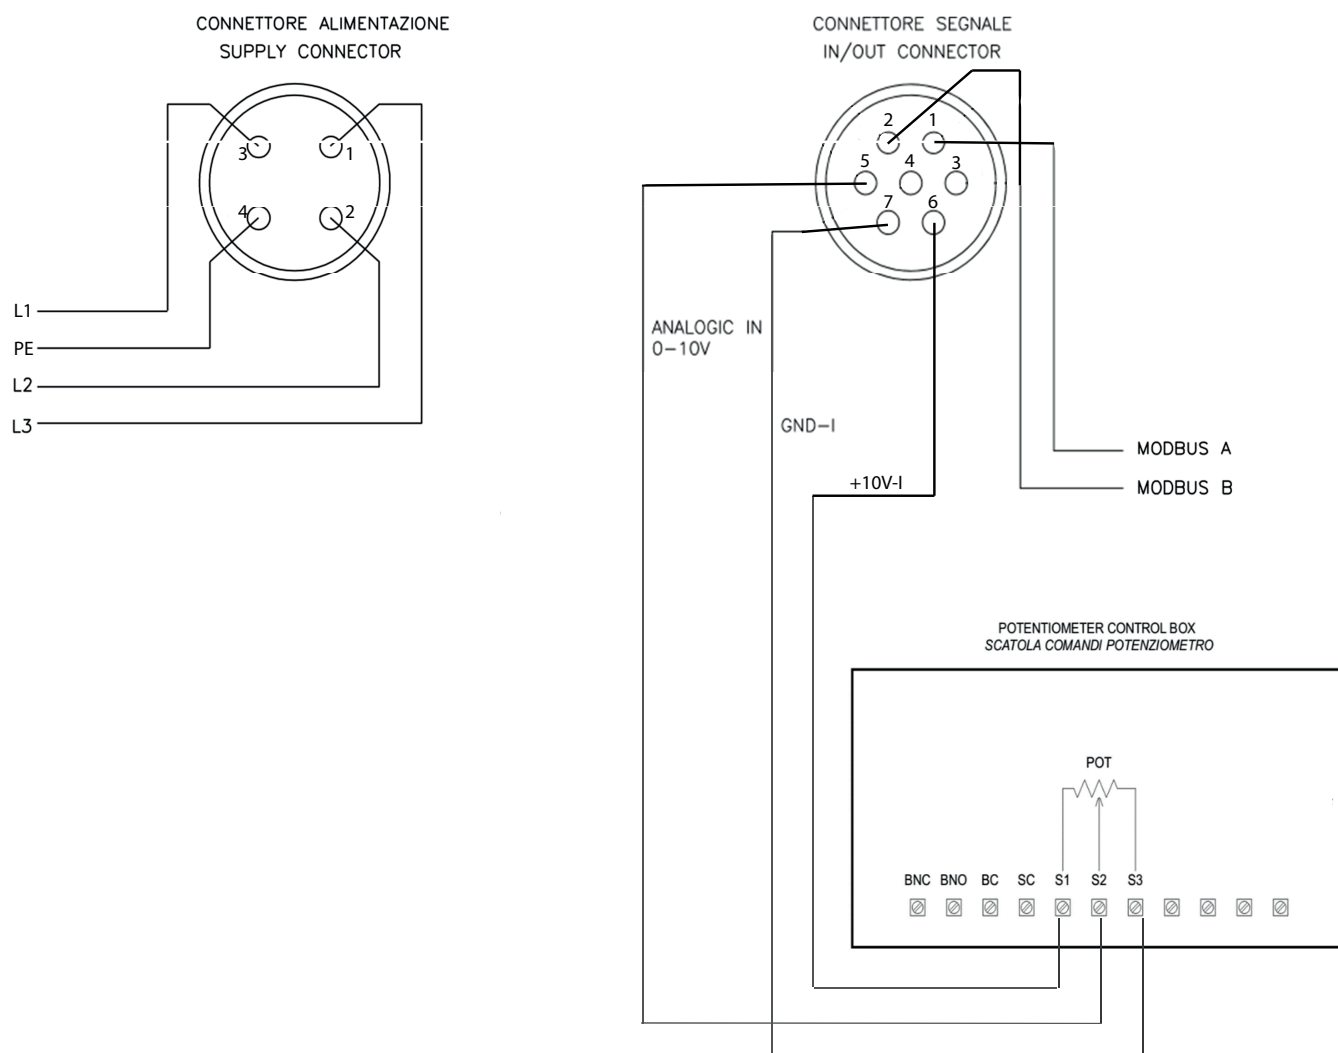 CONNETTORE ALIMENTAZIONE
SUPPLY CONNECTOR
3
1
4
2
L1
PE
L2
L3
CONNETTORE SEGNALE
IN/OUT CONNECTOR
2
1
5
4
3
7
6
ANALOGIC IN
0-10V
GND-I
+10V-I
MODBUS A
MODBUS B
POTENTIOMETER CONTROL BOX
SCATOLA COMANDI POTENZIOMETRO
POT
BNC BNO BC SC S1 S2 S3